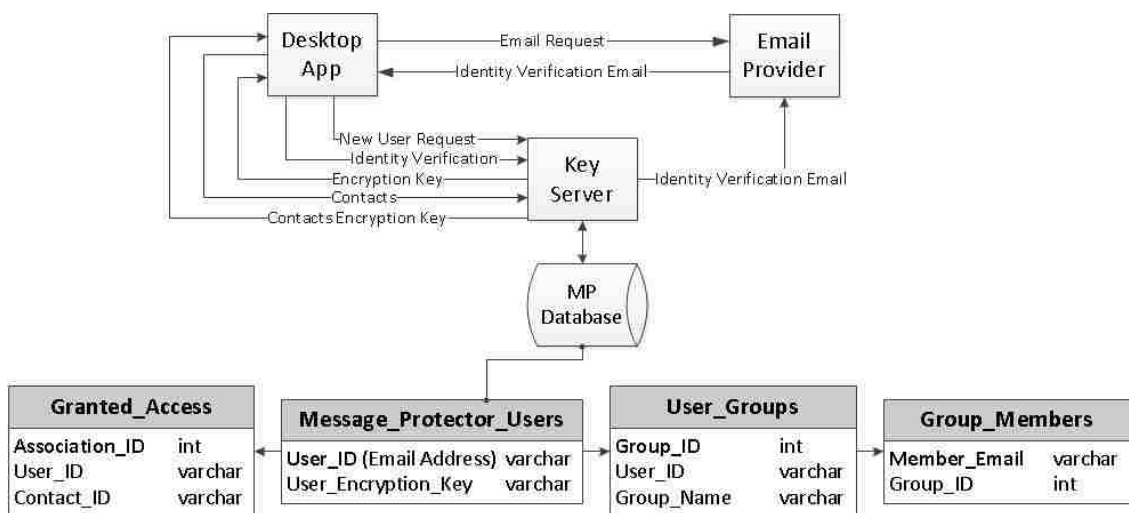 Desktop
App
Email Request
Email
Provider
Identity Verification Email
New User Request
Identity Verification
Encryption Key
Contacts
Contacts Encryption Key
Key
Server
Identity Verification Email
MP
Database
Granted_Access
Association_ID int
User_ID varchar
Contact_ID varchar
Message_Protector_Users
User_ID (Email Address) varchar
User_Encryption_Key varchar
User_Groups
Group_ID int
User_ID varchar
Group_Name varchar
Group_Members
Member_Email varchar
Group_ID int